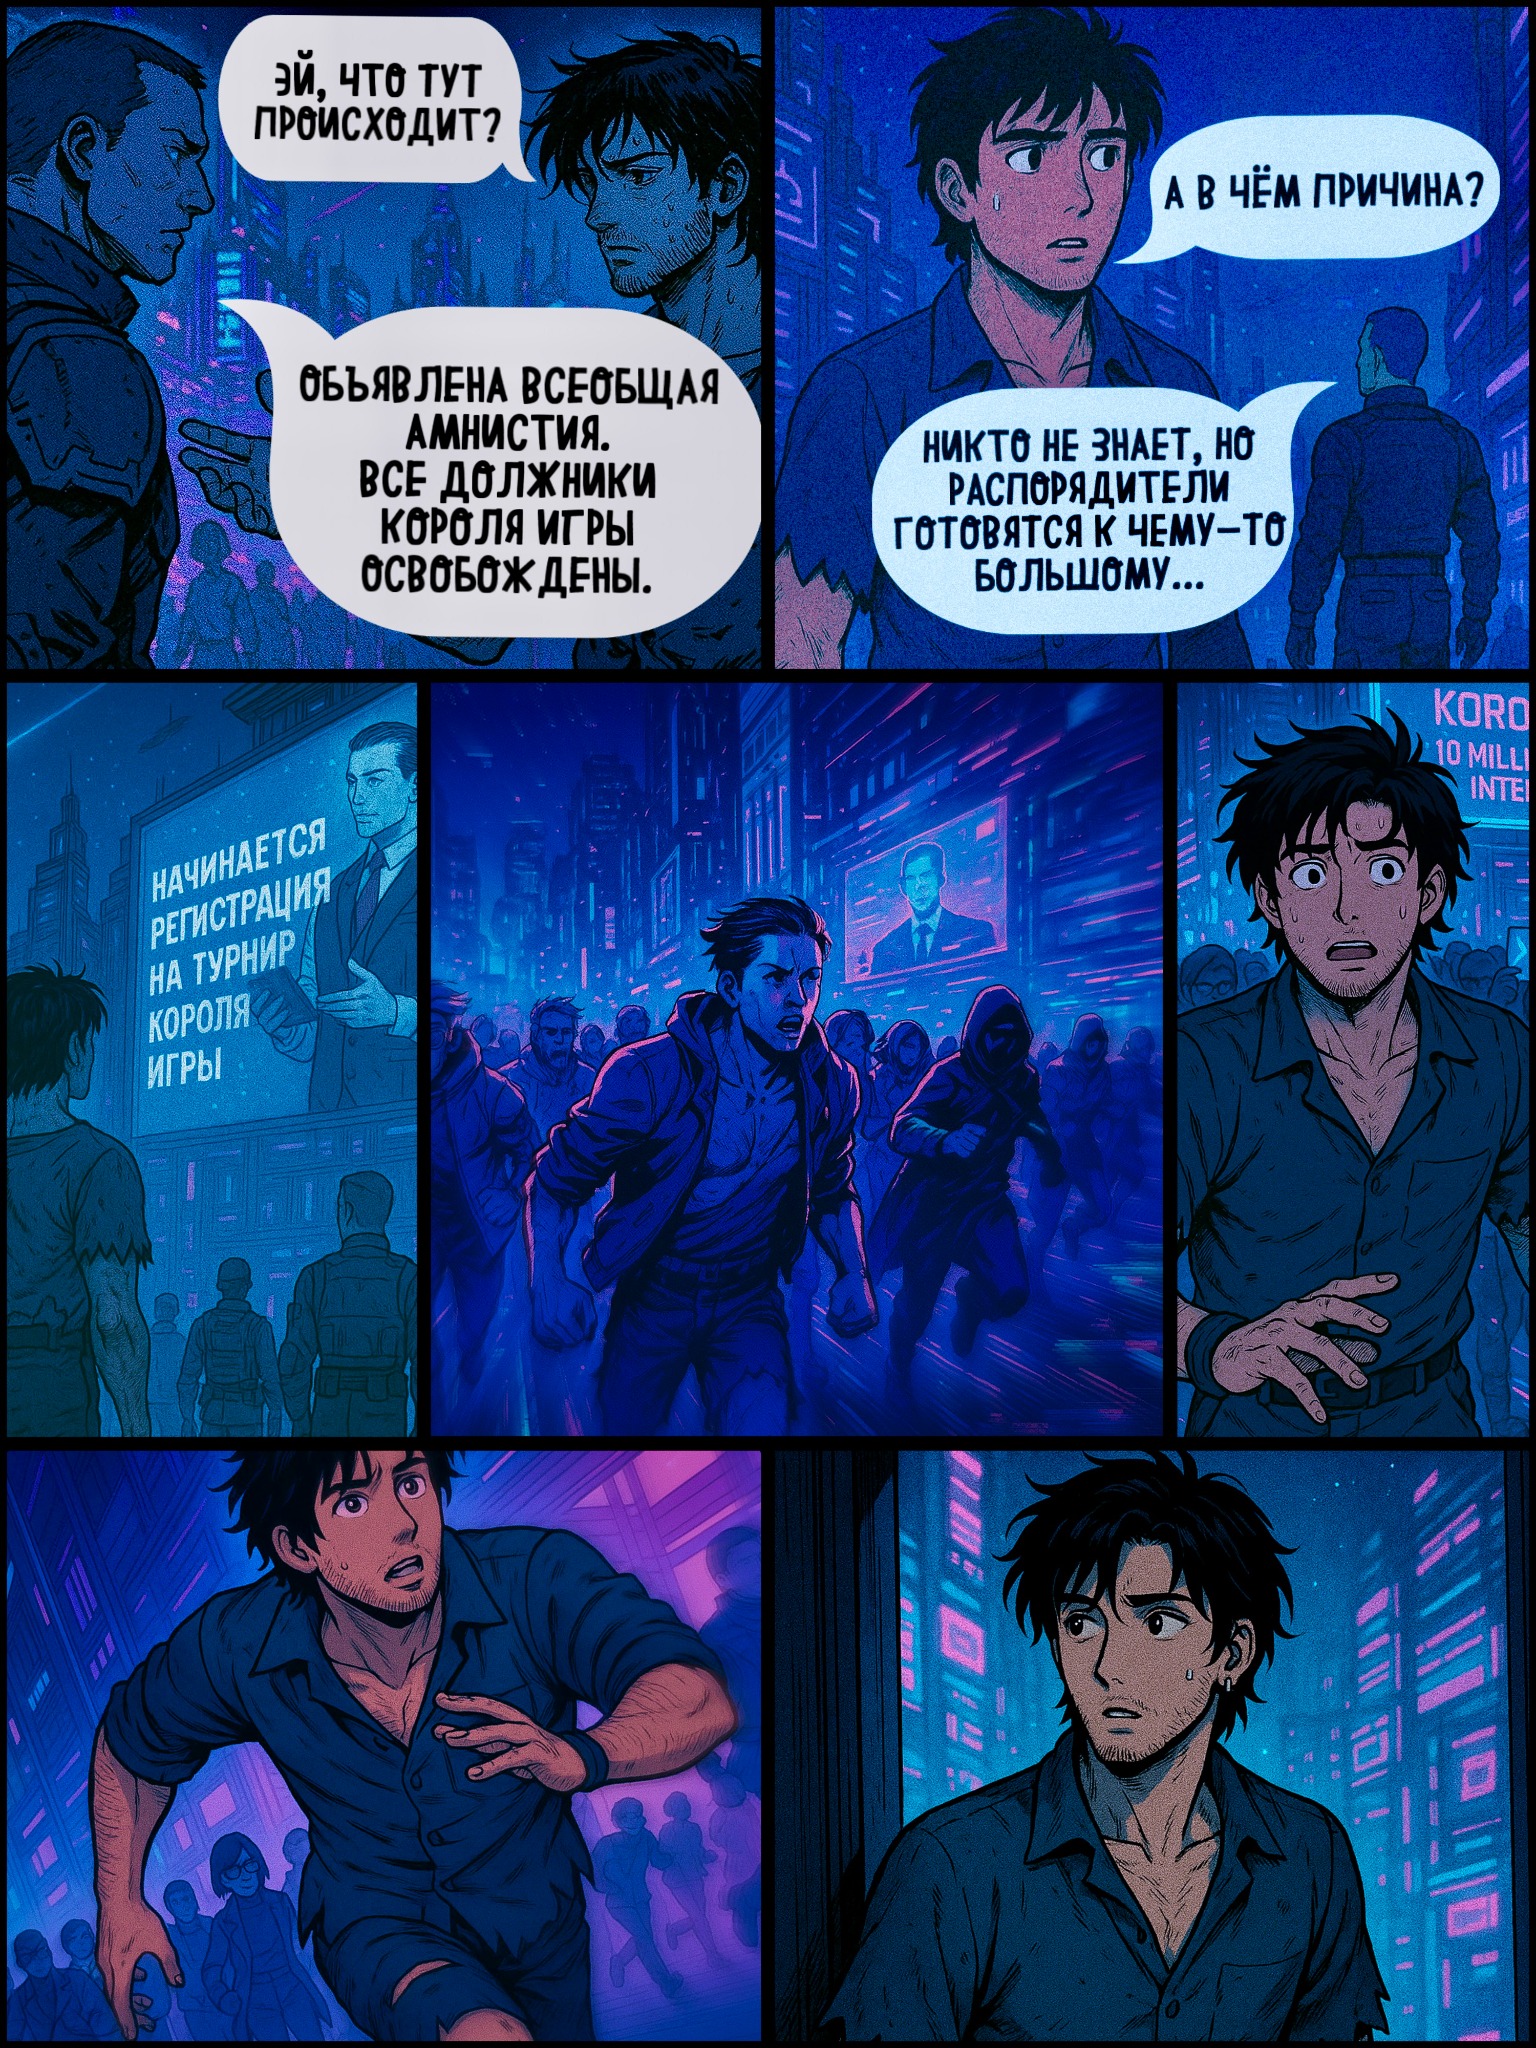 ЭЙ, ЧТО ТУТ
ПРОИСХОДИТ?
ОБЪЯВЛЕНА ВСЕОБЩАЯ
АМНИСТИЯ.
ВСЕ ДОЛЖНИКИ
КОРОЛЯ ИГРЫ
ОСВОБОЖДЕНЫ.
А В ЧЁМ ПРИЧИНА?
НИКТО НЕ ЗНАЕТ, НО
РАСПОРЯДИТЕЛИ
ГОТОВЯТСЯ К ЧЕМУ-ТО
БОЛЬШОМУ...
НАЧИНАЕТСЯ
РЕГИСТРАЦИЯ
НА ТУРНИР
КОРОЛЯ
ИГРЫ
KORO
10 MILLI
INTE